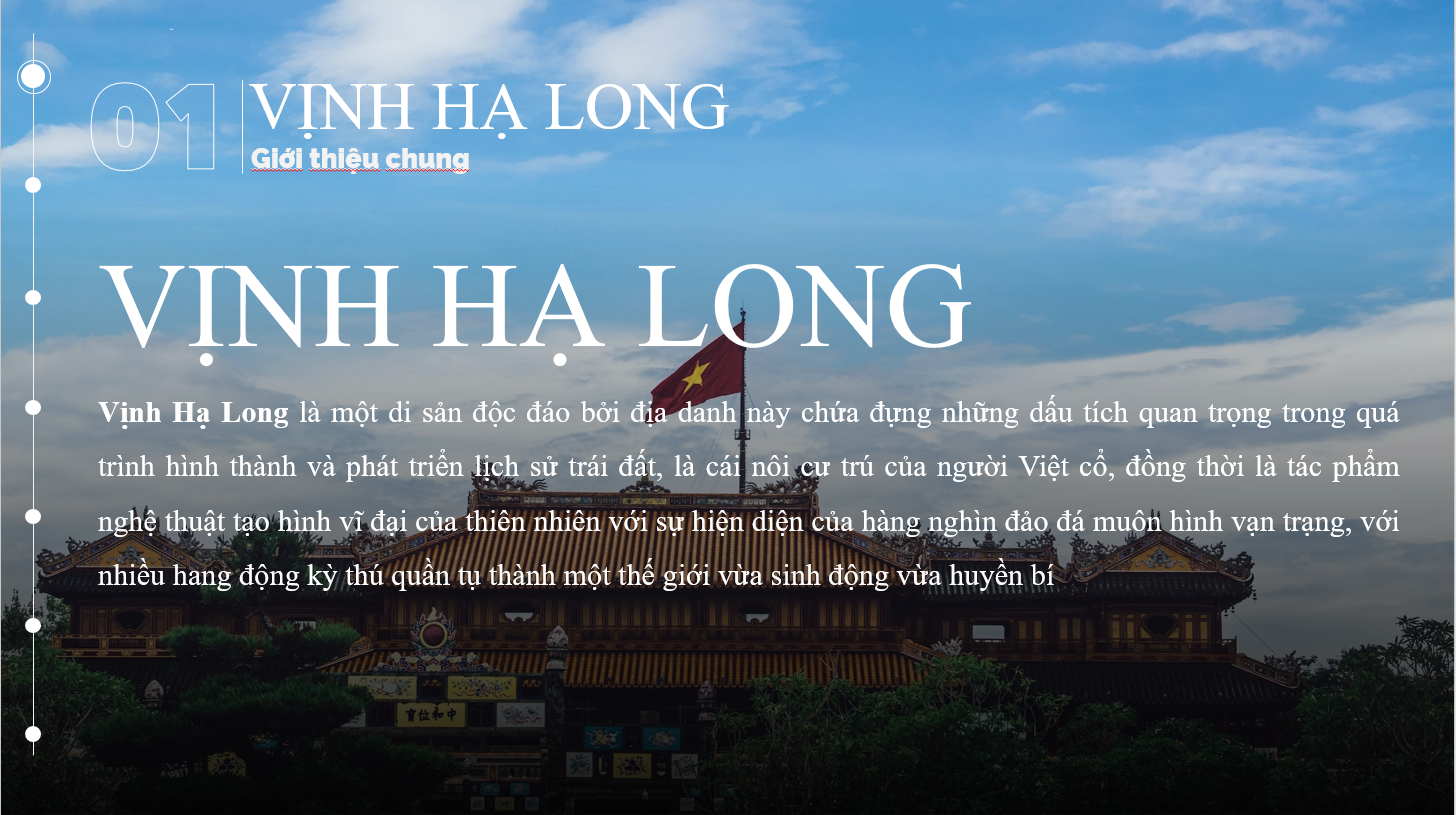 01
VỊNH HẠ LONG
Giới thiệu chung
VỊNH HẠ LONG
Vịnh Hạ Long là một di sản độc đáo bởi địa danh này chứa đựng những dấu tích quan trọng trong quá
trình hình thành và phát triển lịch sử trái đất, là cái nôi cư trú của người Việt cổ, đồng thời là tác phẩm
nghệ thuật tạo hình vĩ đại của thiên nhiên với sự hiện diện của hàng nghìn đảo đá muôn hình vạn trạng, với
nhiều hang động kỳ thú quần tụ thành một thế giới vừa sinh động vừa huyền bí
育位和中